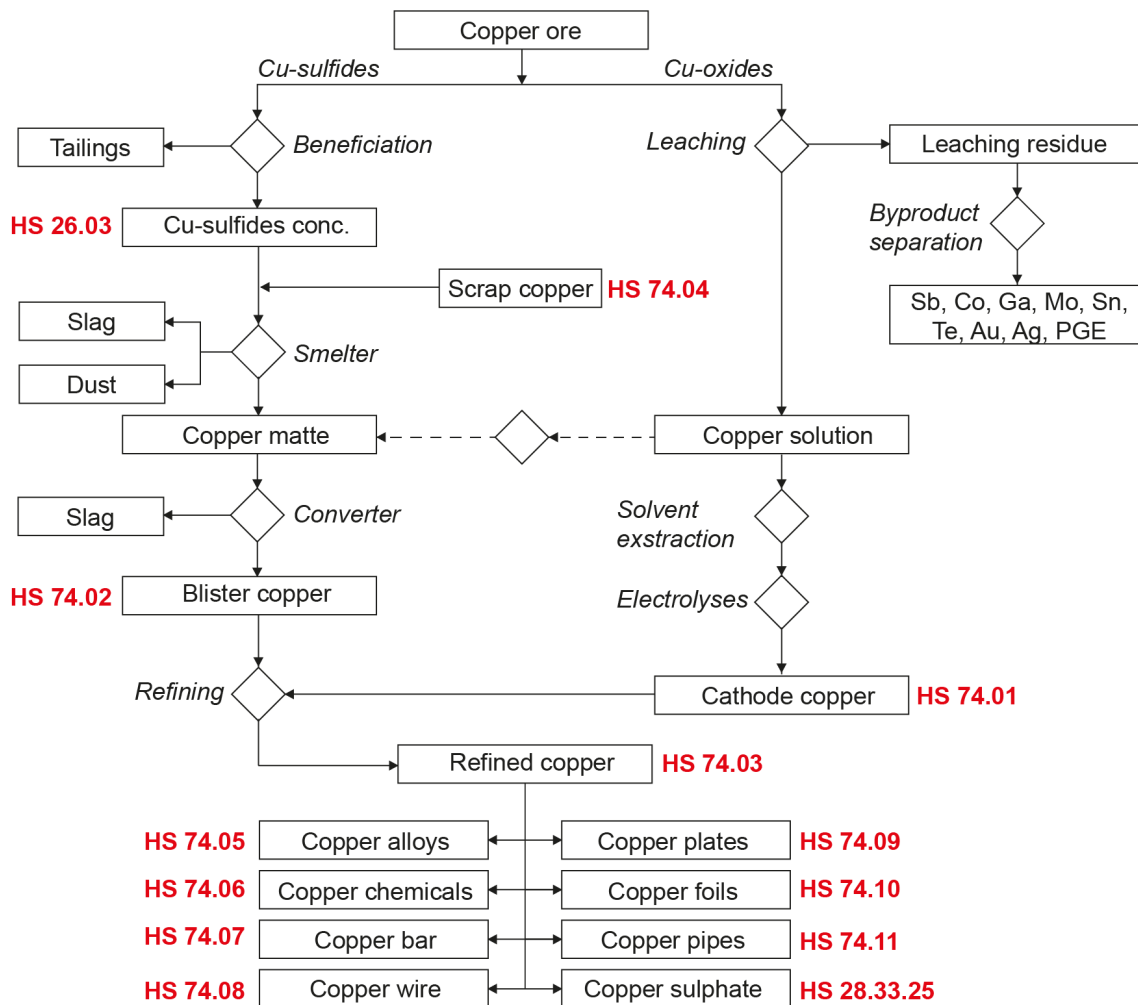 Copper ore
Cu-sulfides
Cu-oxides
Tailings
Beneficiation
Leaching
Leaching residue
HS 26.03
Cu-sulfides conc.
Byproduct
separation
Scrap copper
HS 74.04
Sb, Co, Ga, Mo, Sn,
Te, Au, Ag, PGE
Slag
Smelter
Dust
Copper matte
Copper solution
Slag
Converter
Solvent
exstraction
HS 74.02
Blister copper
Electrolyses
Refining
Cathode copper
HS 74.01
Refined copper
HS 74.03
HS 74.05
Copper alloys
Copper plates
HS 74.09
HS 74.06
Copper chemicals
Copper foils
HS 74.10
HS 74.07
Copper bar
Copper pipes
HS 74.11
HS 74.08
Copper wire
Copper sulphate
HS 28.33.25